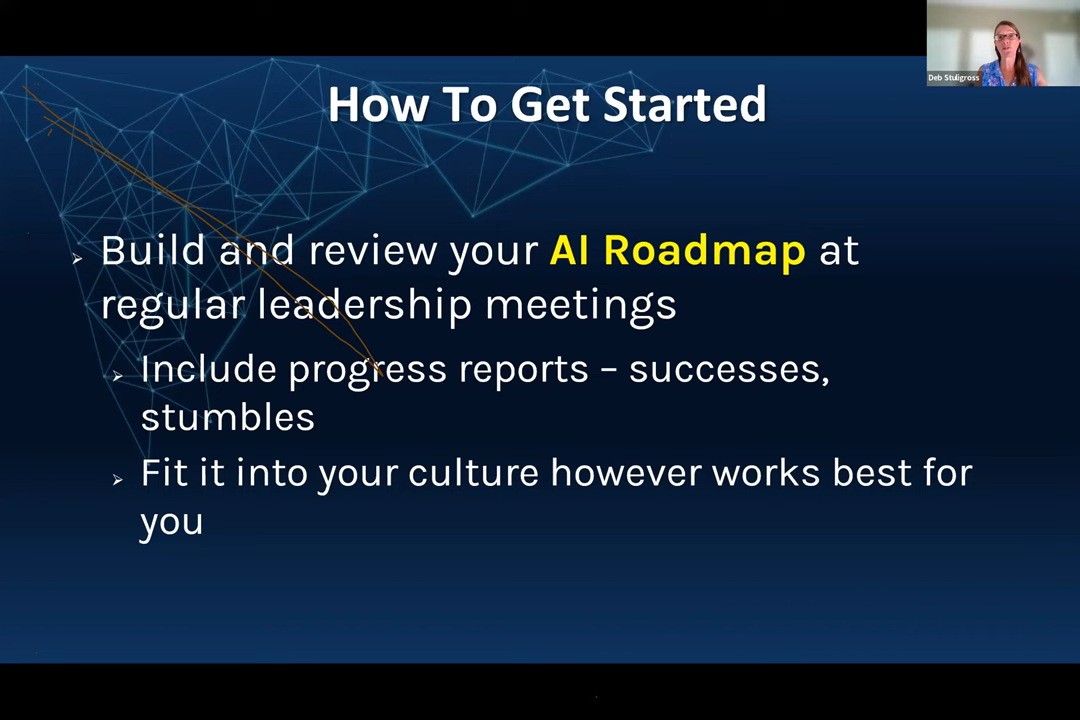 Deb Stuligross
How To Get Started
Build and review your AI Roadmap at
regular leadership meetings
Include progress reports – successes,
stumbles
Fit it into your culture however works best for
you